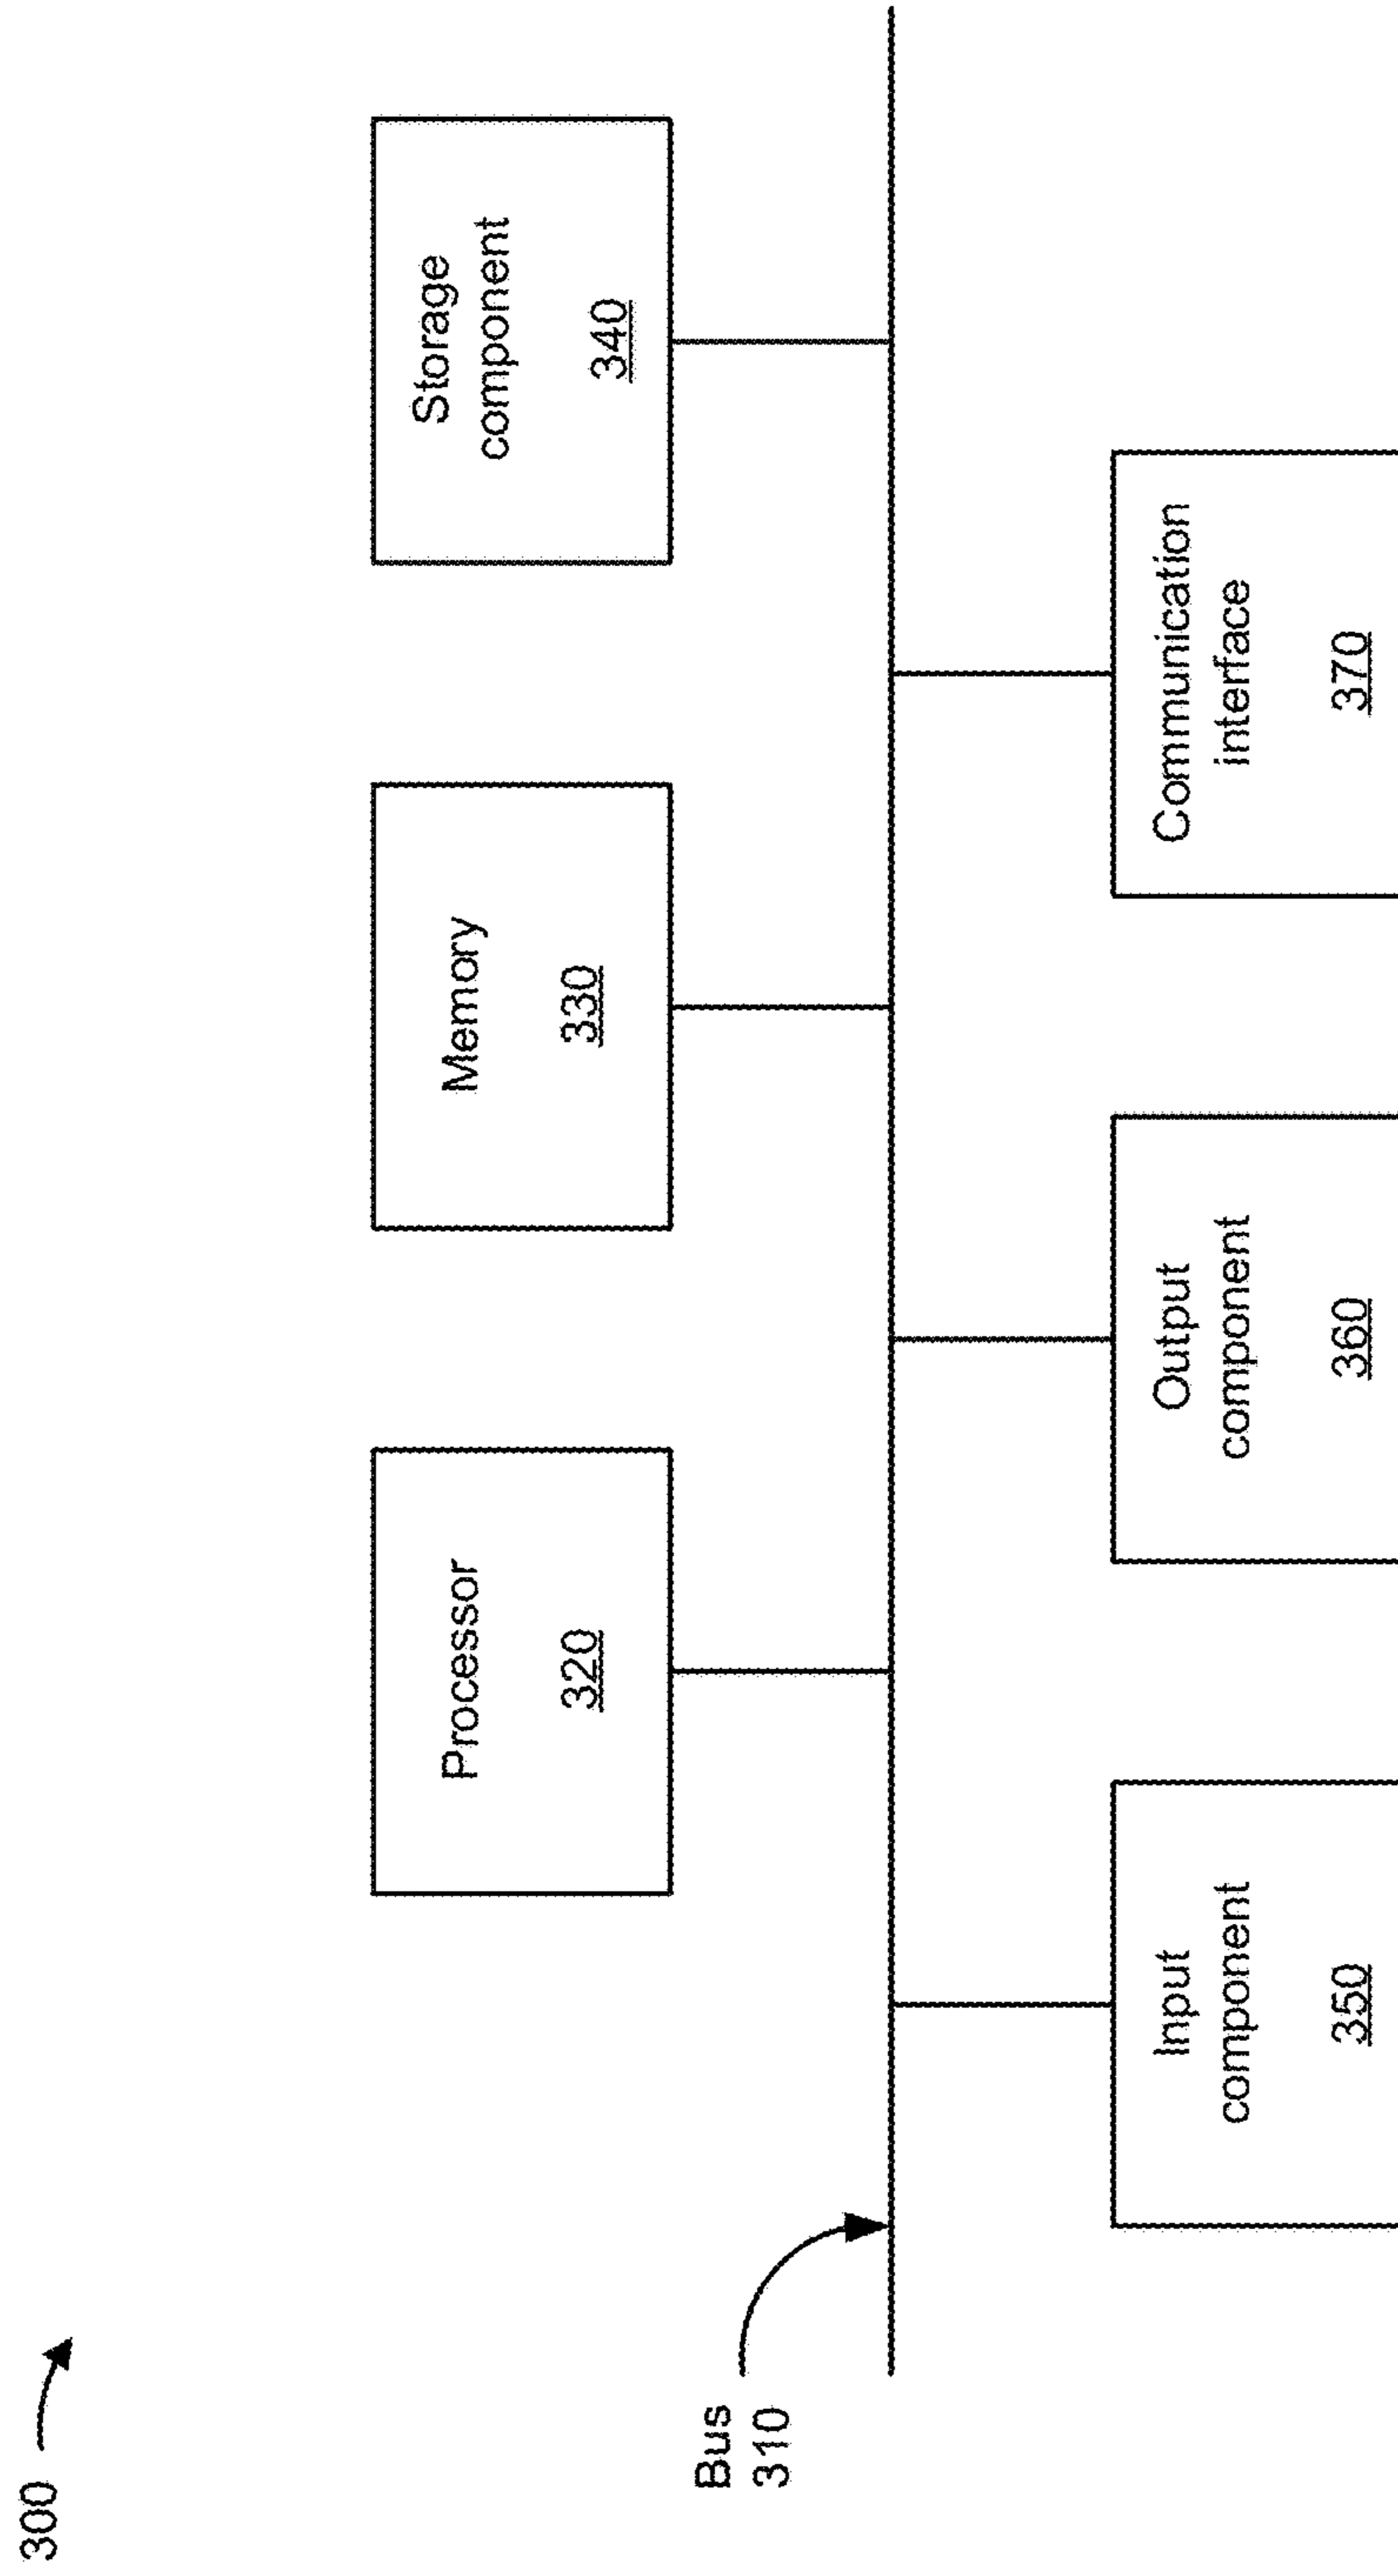 300
Processor
320
Memory
330
Storage
component
340
Bus
310
Input
component
350
Output
component
360
Communication
interface
370